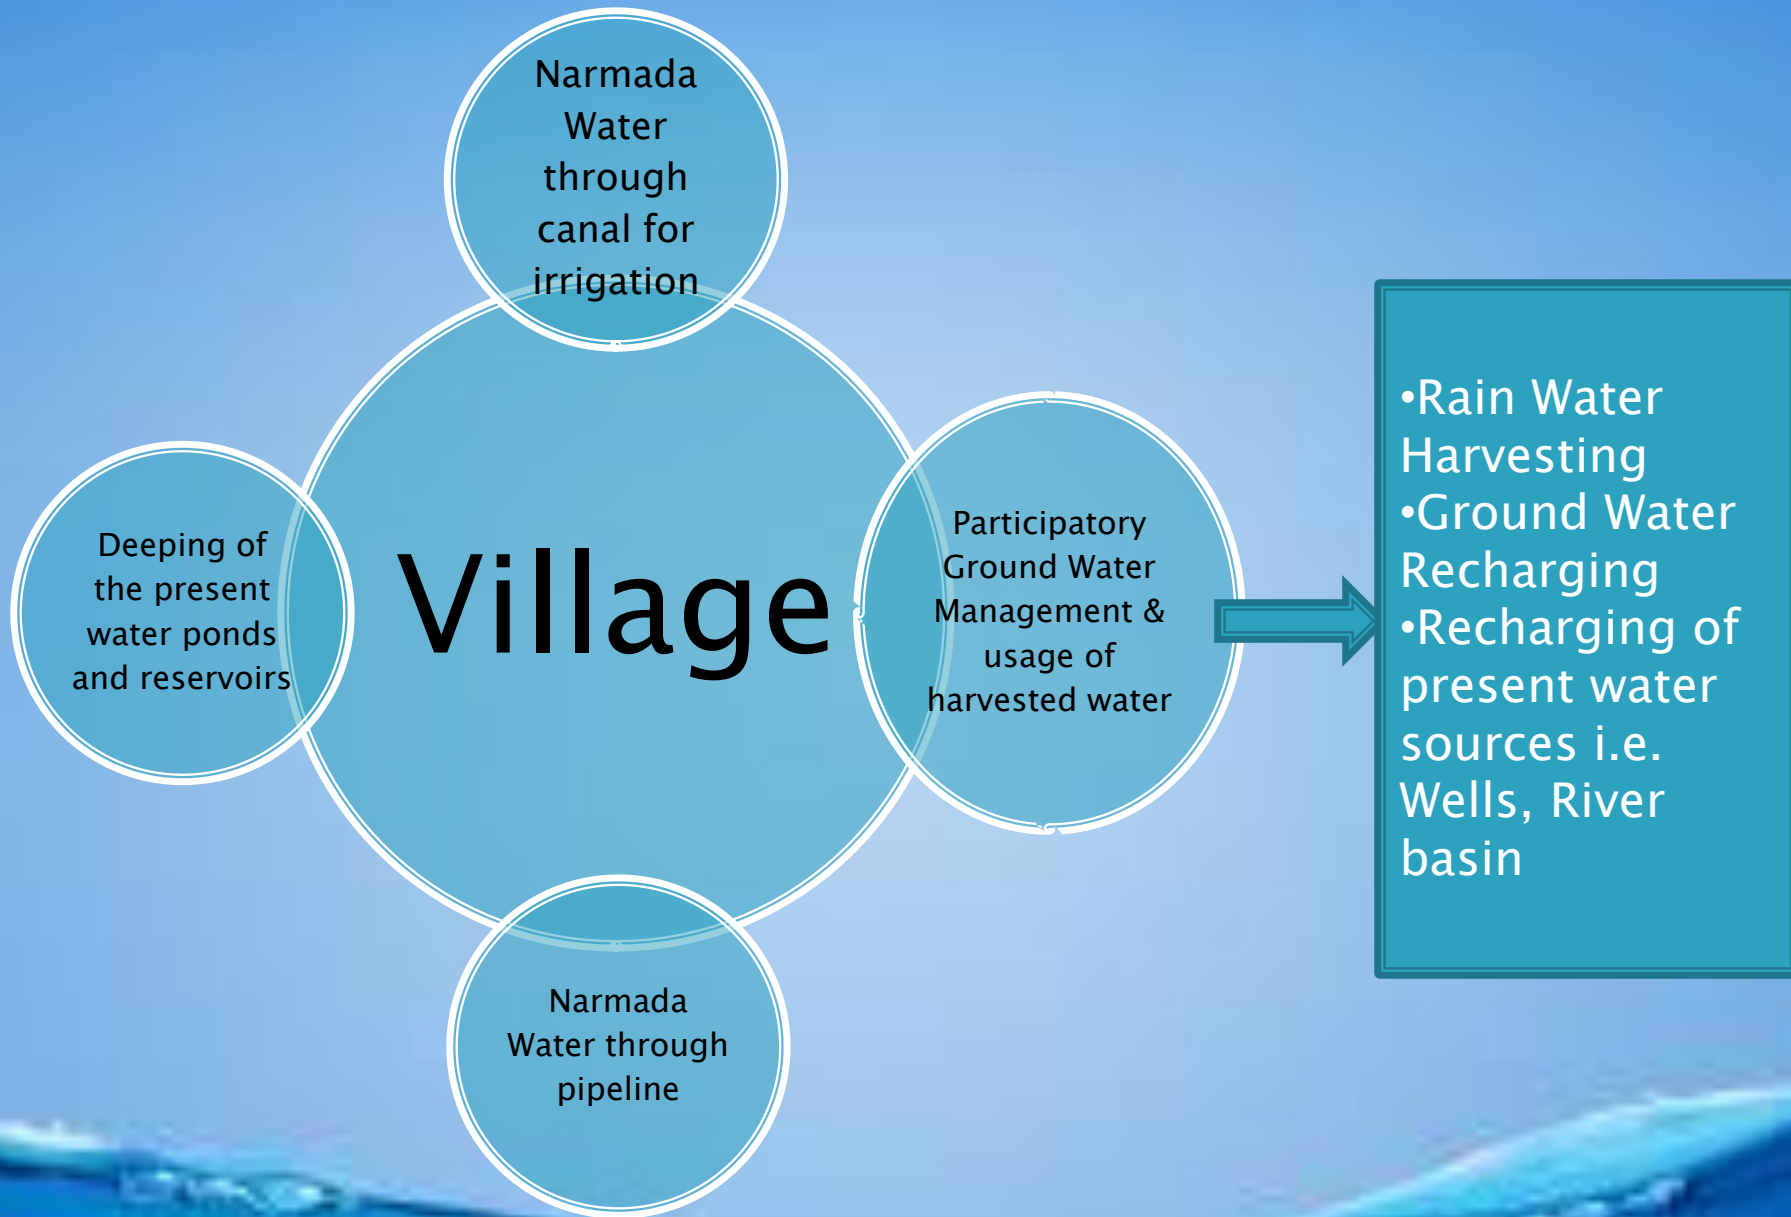 Narmada
Water
through
canal for
irrigation
Deeping of
the present
water ponds
and reservoirs
Village
Participatory
Ground Water
Management &
usage of
harvested water
Narmada
Water through
pipeline
•Rain Water
Harvesting
•Ground Water
Recharging
•Recharging of
present water
sources i.e.
Wells, River
basin